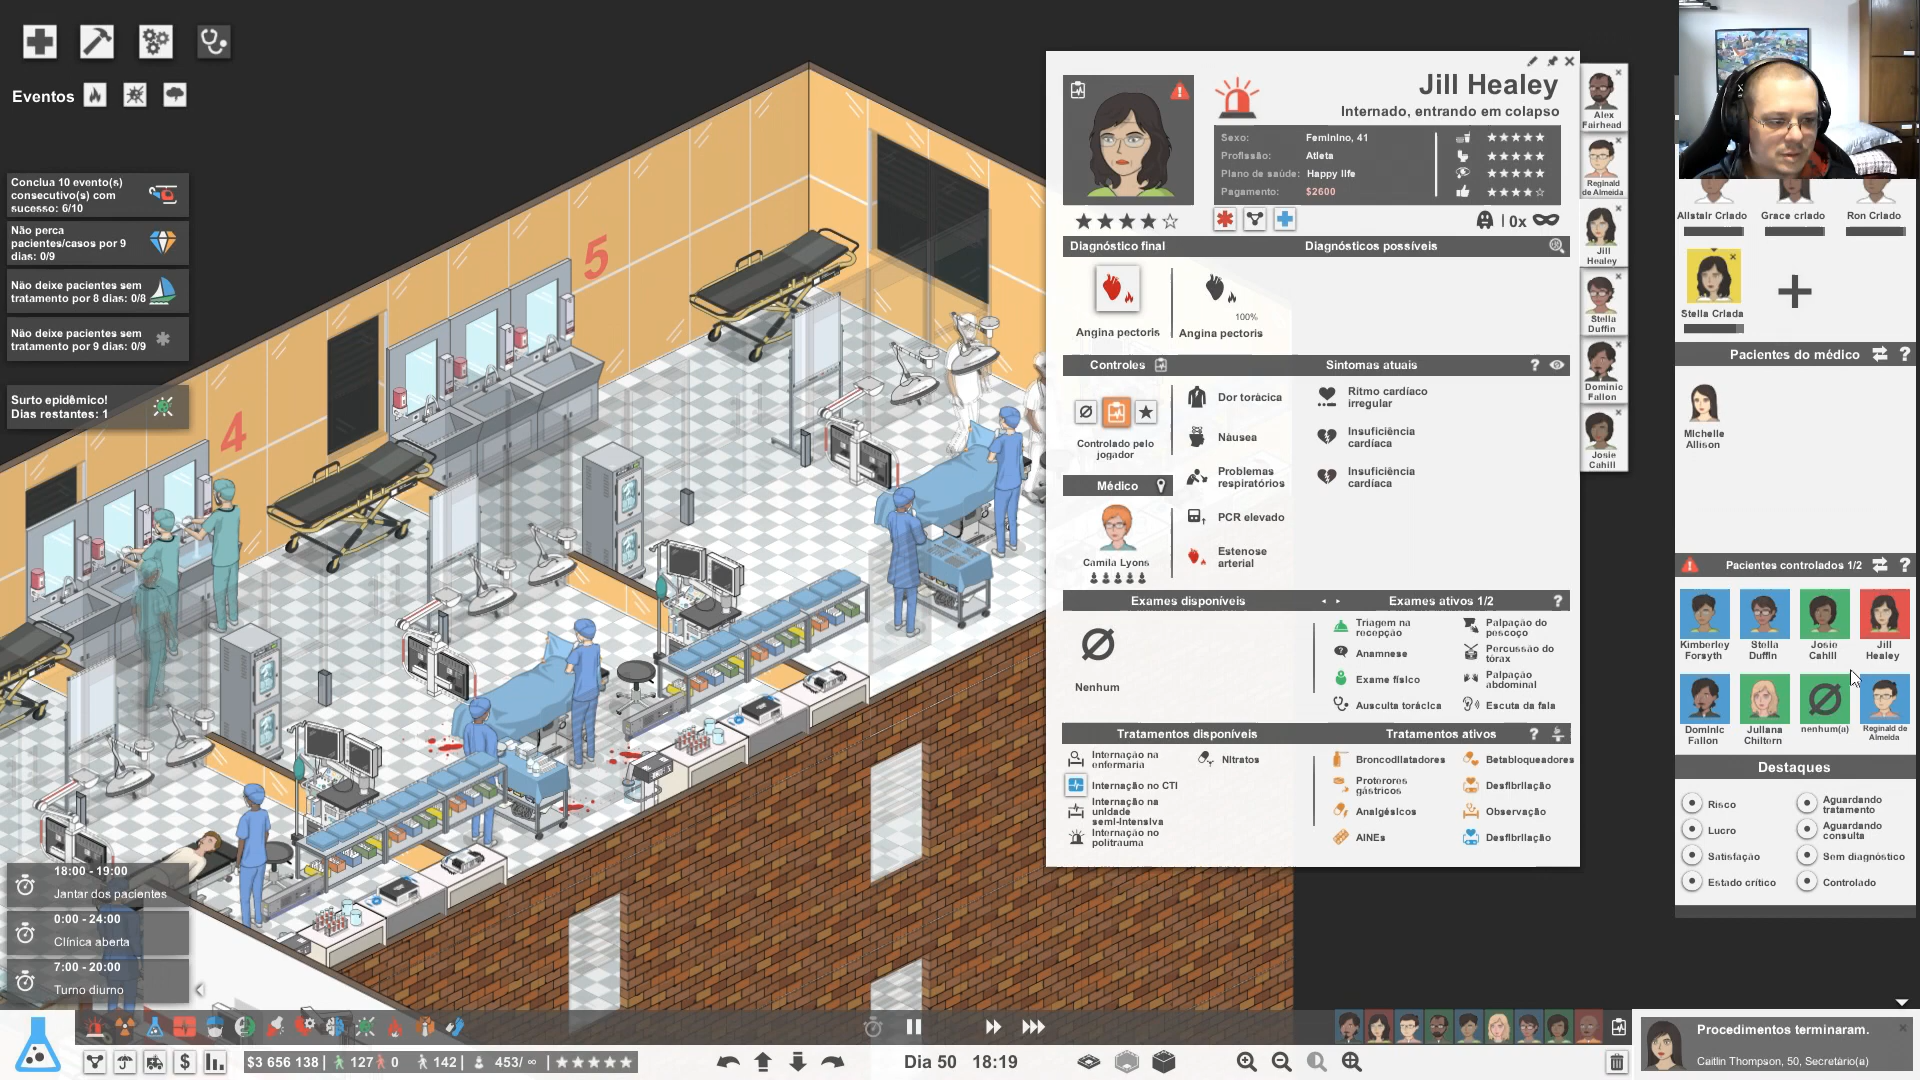 Eventos
Conclua 10 evento(s)
consecutivo(s) com
sucesso: 6/10
Não perca
pacientes/casos por 9
dias: 0/9
Não deixe pacientes sem
tratamento por 8 dias: 0/8
Não deixe pacientes sem
tratamento por 9 dias: 0/9
Surto epidêmico!
Dias restantes: 1
4
5
18:00 - 19:00
Jantar dos pacientes
0:00 - 24:00
Clínica aberta
7:00 - 20:00
Turno diurno
Jill Healey
Internado, entrando em colapso
Sexo: Feminino, 41
Profissão: Atleta
Plano de saúde: Happy life
Pagamento: $2600
| 0x
Diagnóstico final
Diagnósticos possíveis
Angina pectoris
100%
Angina pectoris
Controles
Sintomas atuais
Controlado pelo
jogador
Dor torácica
Náusea
Problemas
respiratórios
PCR elevado
Estenose
arterial
Ritmo cardíaco
irregular
Insuficiência
cardíaca
Insuficiência
cardíaca
Médico
Camila Lyons
Exames disponíveis
Exames ativos 1/2
Nenhum
Triagem na
recepção
Anamnese
Exame físico
Ausculta torácica
Palpação do
pescoço
Percussão do
tórax
Palpação
abdominal
Escuta da fala
Tratamentos disponíveis
Tratamentos ativos
Internação na
enfermaria
Internação no CTI
Internação na
unidade
semi-intensiva
Internação no
politrauma
Nitratos
Broncodilatadores
Protetores
gástricos
Analgésicos
AINEs
Betabloqueadores
Desfibrilação
Observação
Desfibrilação
Alex
Fairhead
Reginald
de Almeida
Jill
Healey
Stella
Duffin
Dominic
Fallon
Josie
Cahill
Allstair Criado
Grace criado
Ron Criado
Stella Criada
Pacientes do médico
Michelle
Allison
Pacientes controlados 1/2
Kimberley
Forsyth
Stella
Duffin
Josie
Cahill
Jill
Healey
Dominic
Fallon
Juliana
Chiltern
nenhum(a)
Reginald de
Almeida
Destaques
Risco
Lucro
Satisfação
Estado crítico
Aguardando
tratamento
Aguardando
consulta
Sem diagnóstico
Controlado
$3 656 138 | 127 0 142 | 453/ ∞ |
Dia 50 18:19
Procedimentos terminaram.
Caitlin Thompson, 50, Secretário(a)